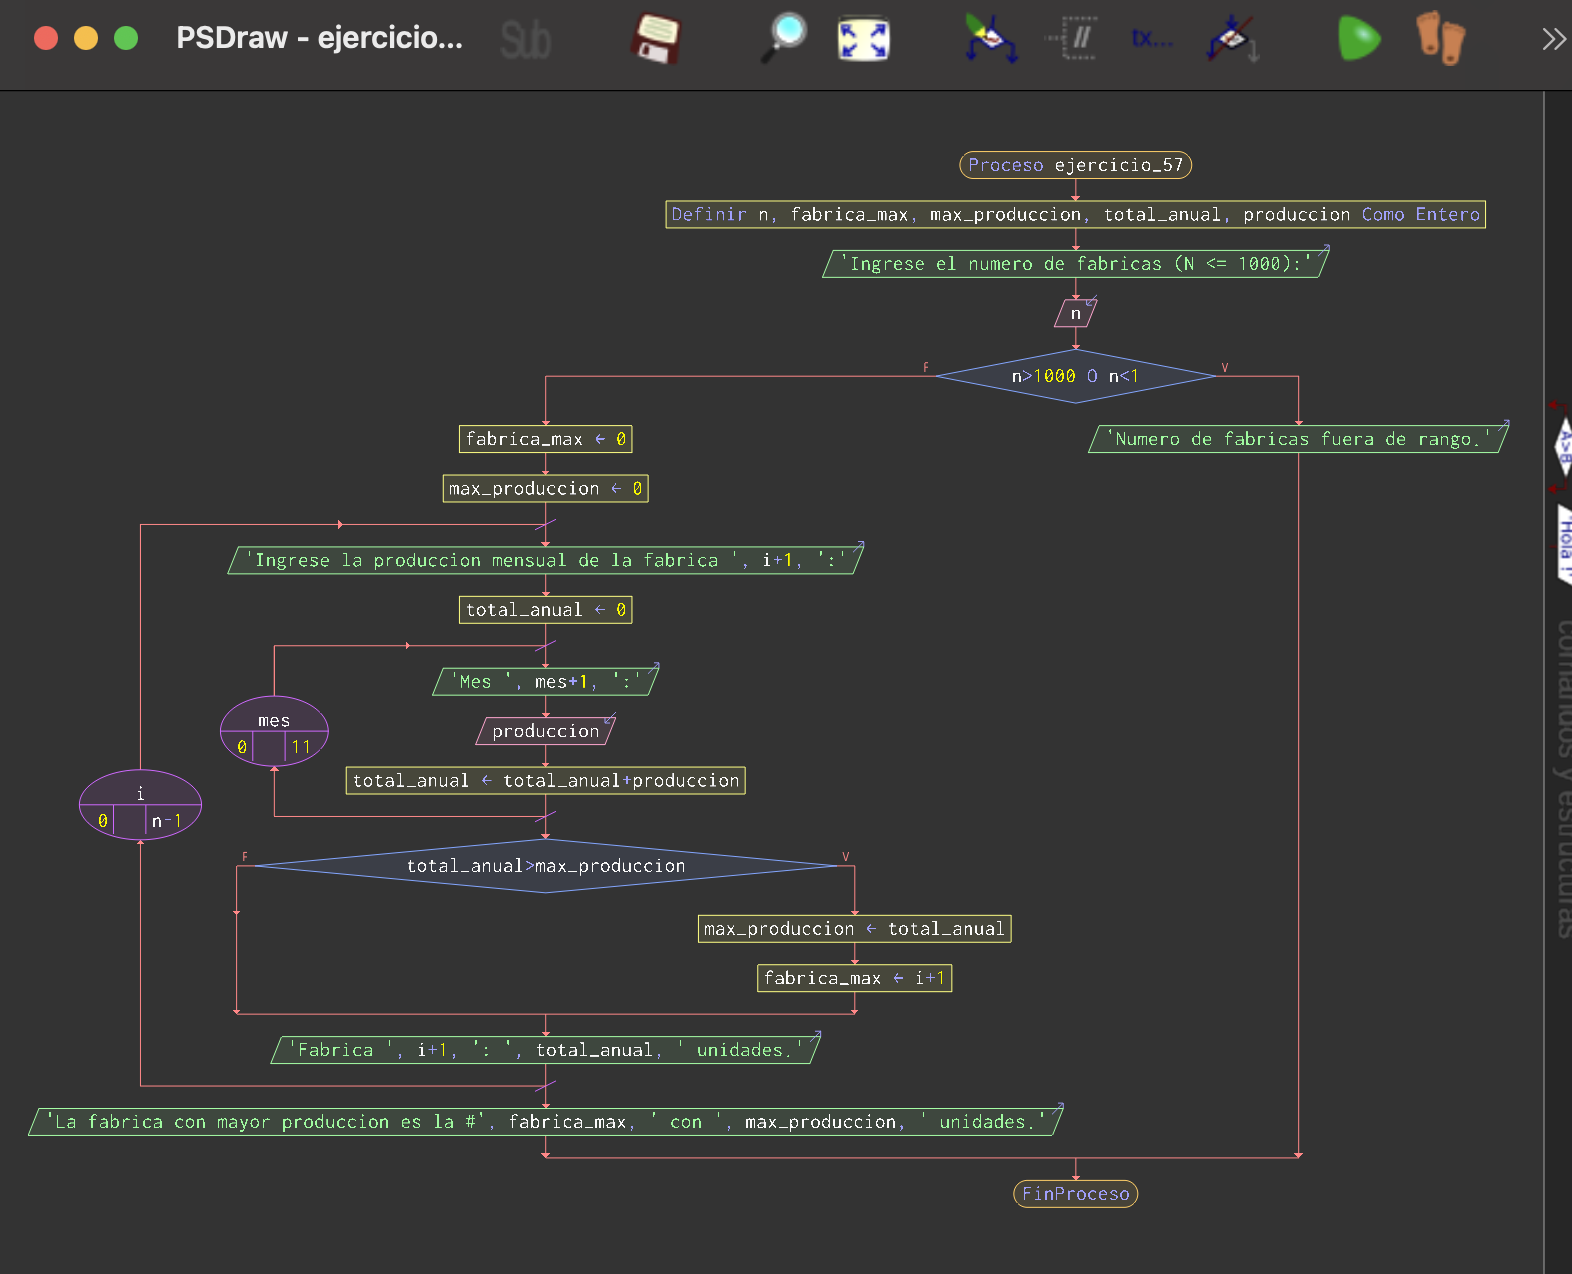 PSDraw - ejercicio...
Sub
//
tx...
Proceso ejercicio_57
Definir n, fabrica_max, max_produccion, total_anual, produccion Como Entero
'Ingrese el numero de fabricas (N <= 1000):'
n
n>1000 O n<1
F
V
fabrica_max ← 0
'Numero de fabricas fuera de rango.'
max_produccion ← 0
'Ingrese la produccion mensual de la fabrica ', i+1, ':'
total_anual ← 0
'Mes ', mes+1, ':'
mes
0 11
produccion
total_anual ← total_anual+produccion
i
0 n-1
total_anual>max_produccion
F
V
max_produccion ← total_anual
fabrica_max ← i+1
'Fabrica ', i+1, ': ', total_anual, ' unidades.'
'La fabrica con mayor produccion es la #', fabrica_max, ' con ', max_produccion, ' unidades.'
FinProceso
A>B
'Hola !'
comandos y estructuras